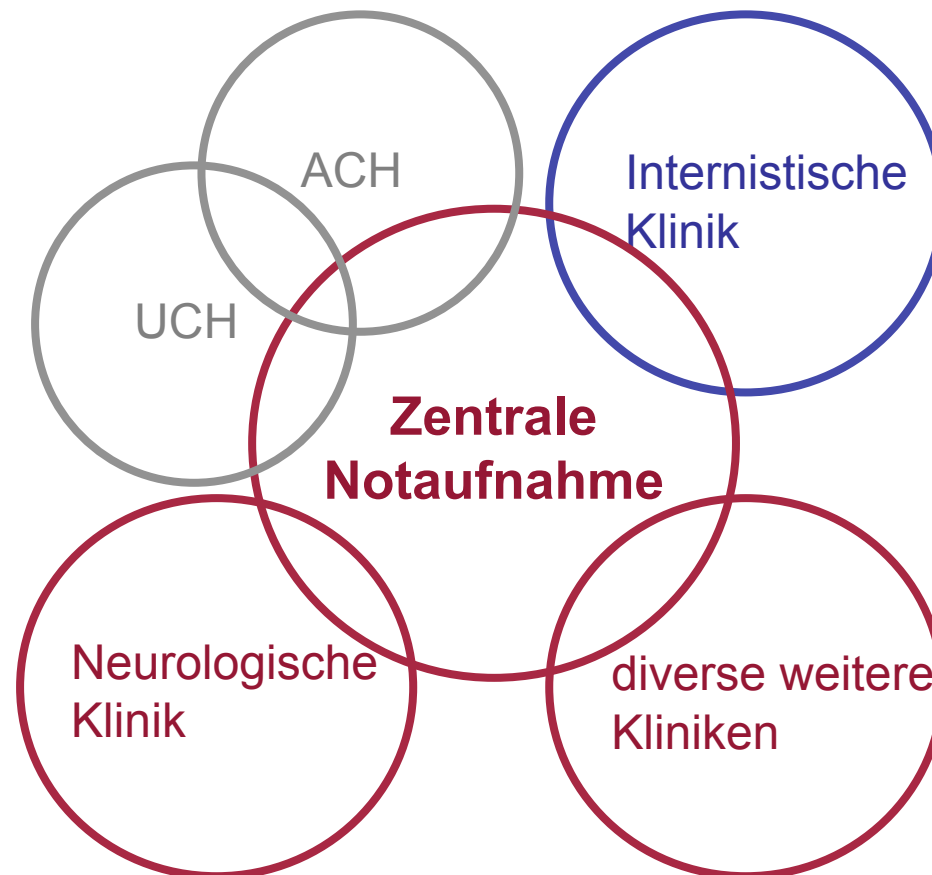 ACH
Internistische
Klinik
UCH
Zentrale
Notaufnahme
Neurologische
Klinik
diverse weitere
Kliniken